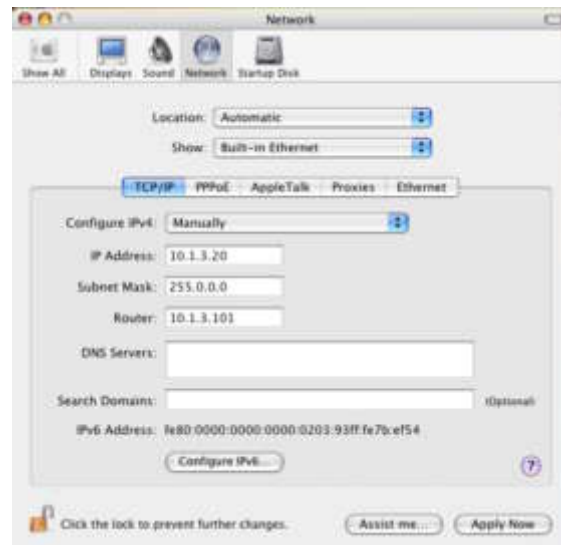 Network
Show All Displays Sound Network Startup Disk
Location: Automatic
Show: Built-in Ethernet
TCP/IP PPPoE AppleTalk Proxies Ethernet
Configure IPv4: Manually
IP Address: 10.1.3.20
Subnet Mask: 255.0.0.0
Router: 10.1.3.101
DNS Servers:
Search Domains: (Optional)
IPv6 Address: fe80:0000:0000:0000:0203:93ff:fe7b:ef54
Configure IPv6...
?
Click the lock to prevent further changes. Assist me... Apply Now